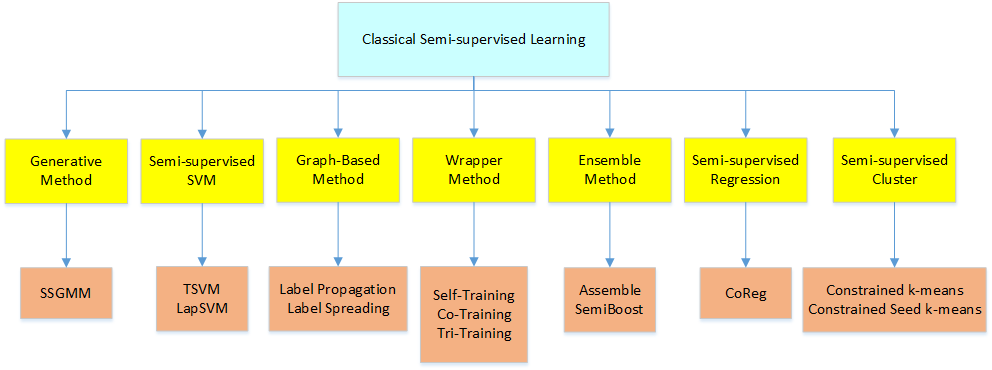 Classical Semi-supervised Learning
Generative
Method
Semi-supervised
SVM
Graph-Based
Method
Wrapper
Method
Ensemble
Method
Semi-supervised
Regression
Semi-supervised
Cluster
SSGMM
TSVM
LapSVM
Label Propagation
Label Spreading
Self-Training
Co-Training
Tri-Training
Assemble
SemiBoost
CoReg
Constrained k-means
Constrained Seed k-means